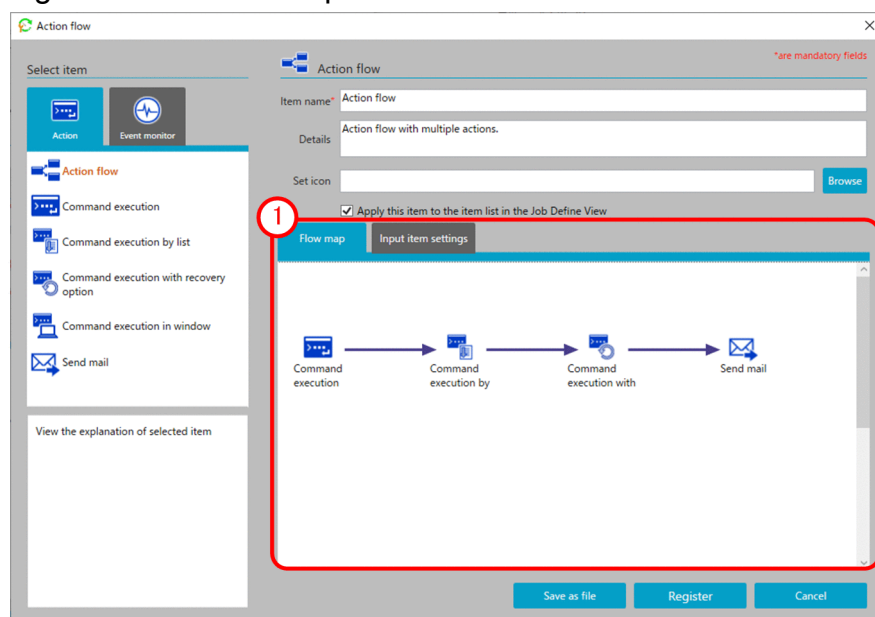 Action flow
Select item
Action
Event monitor
Action flow
Command execution
Command execution by list
Command execution with recovery
option
Command execution in window
Send mail
View the explanation of selected item
*are mandatory fields
Action flow
Item name*
Action flow
Details
Action flow with multiple actions.
Set icon
Browse
Apply this item to the item list in the Job Define View
1
Flow map
Input item settings
Command
execution
Command
execution by
Command
execution with
Send mail
Save as file
Register
Cancel